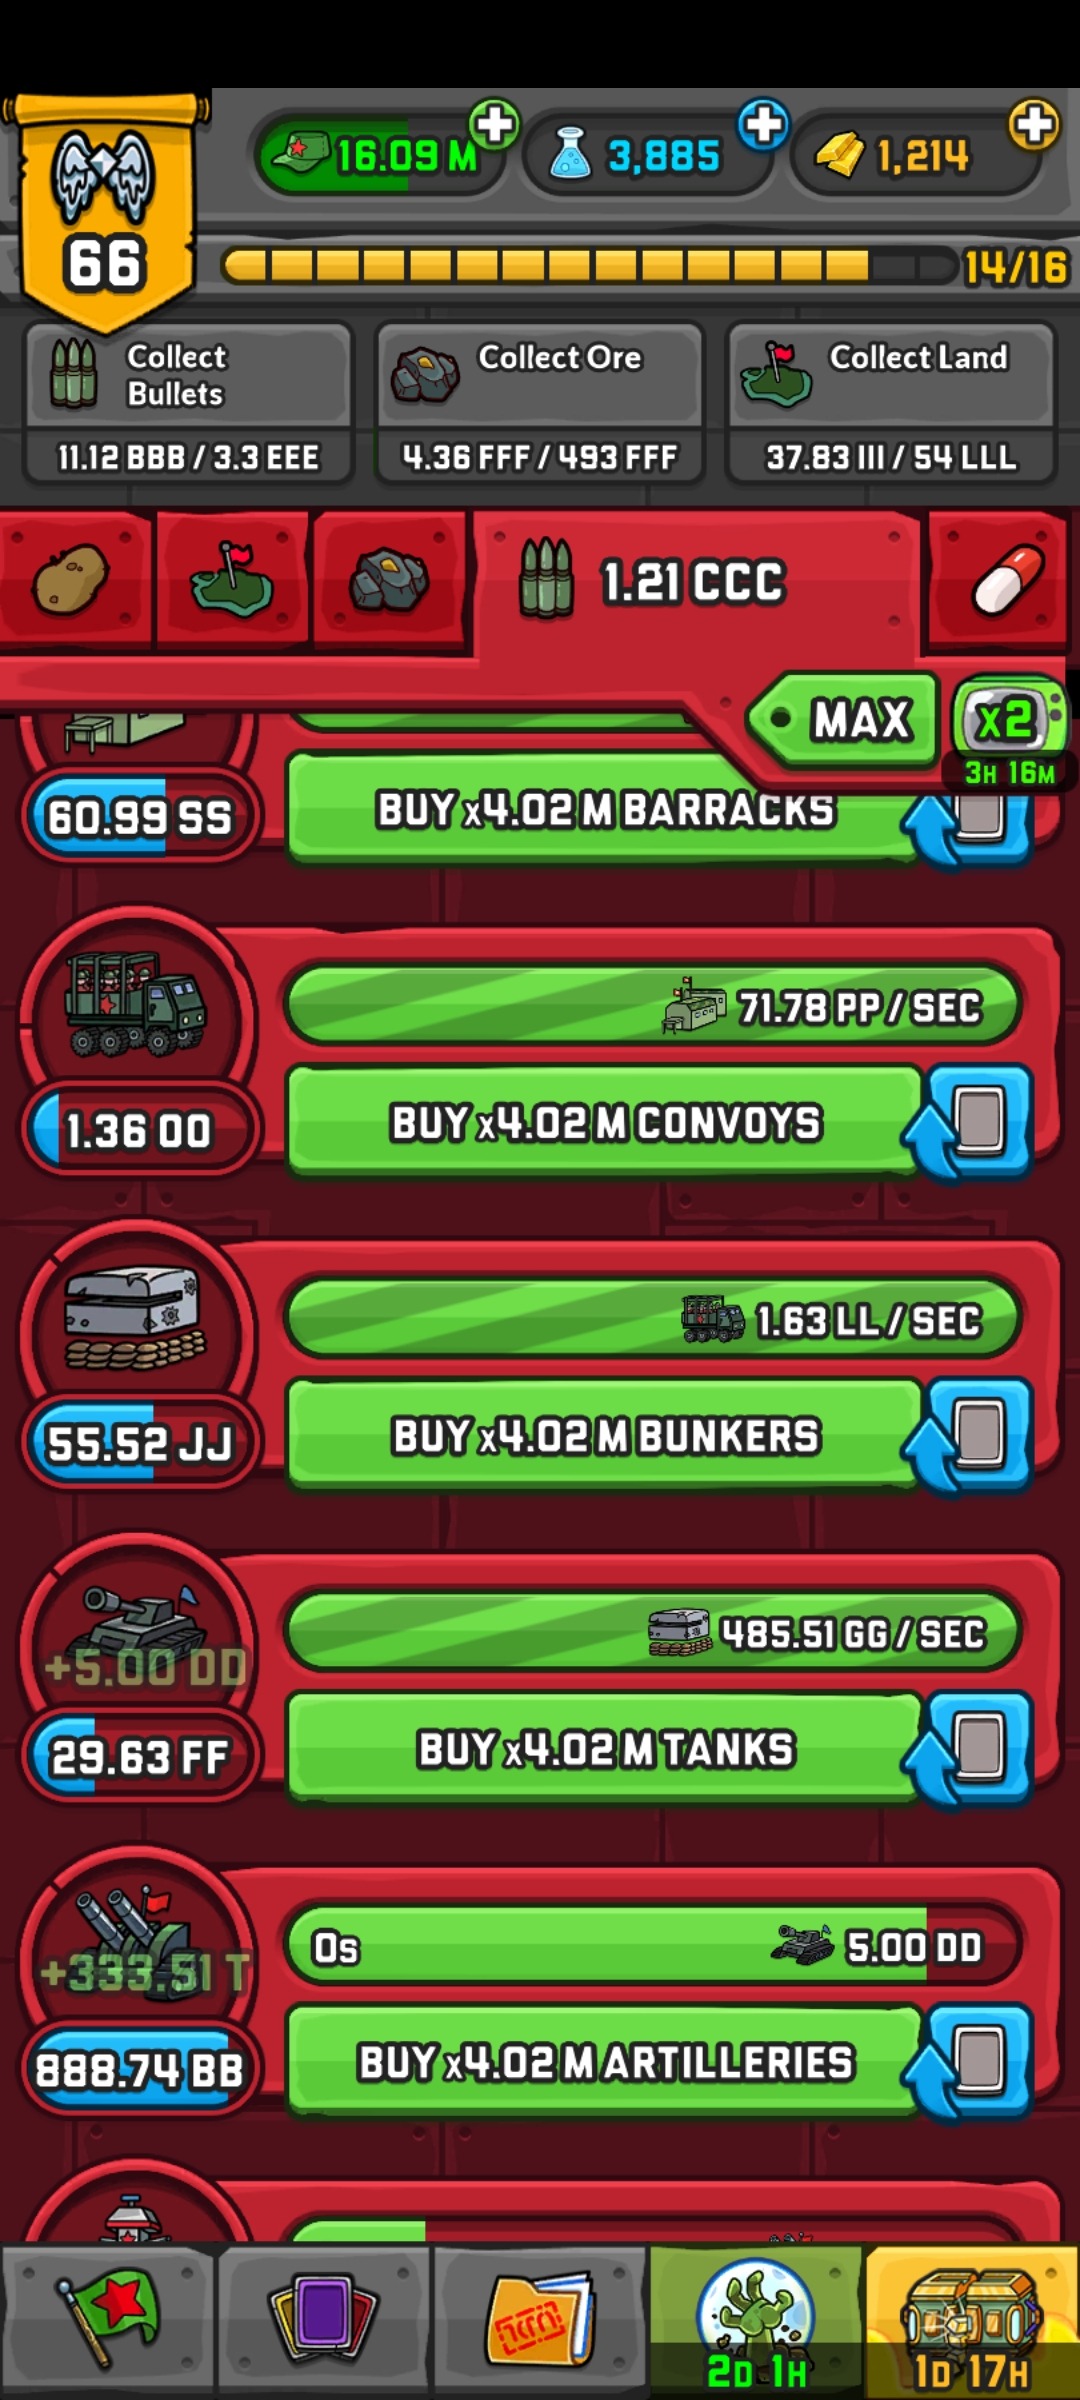 16.09 M
3,885
1,214
66
14/16
Collect
Bullets
Collect Ore
Collect Land
11.12 BBB / 3.3 EEE
4.36 FFF / 493 FFF
37.83 III / 54 LLL
1.21 CCC
MAX
x2
3H 16M
60.99 SS
BUY x4.02 M BARRACKS
71.78 PP / SEC
1.36 OO
BUY x4.02 M CONVOYS
1.63 LL / SEC
55.52 JJ
BUY x4.02 M BUNKERS
485.51 GG / SEC
+5.00 DD
29.63 FF
BUY x4.02 M TANKS
0s
5.00 DD
+333.51 T
888.74 BB
BUY x4.02 M ARTILLERIES
2D 1H
1D 17H